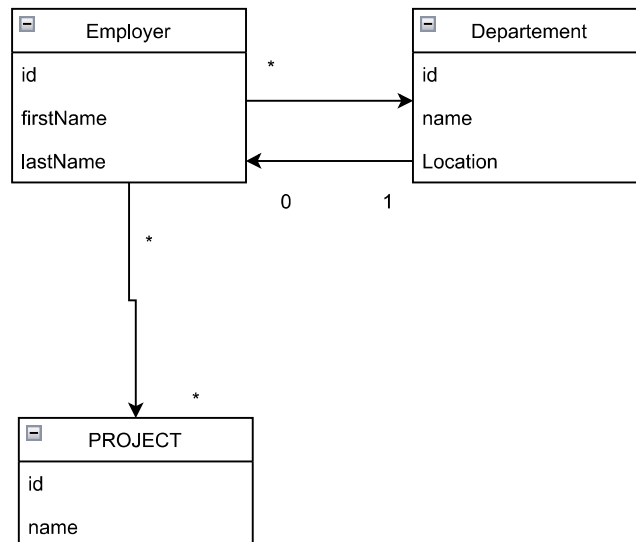 Employer
id
firstName
lastName
*
Departement
id
name
Location
0
1
*
*
PROJECT
id
name